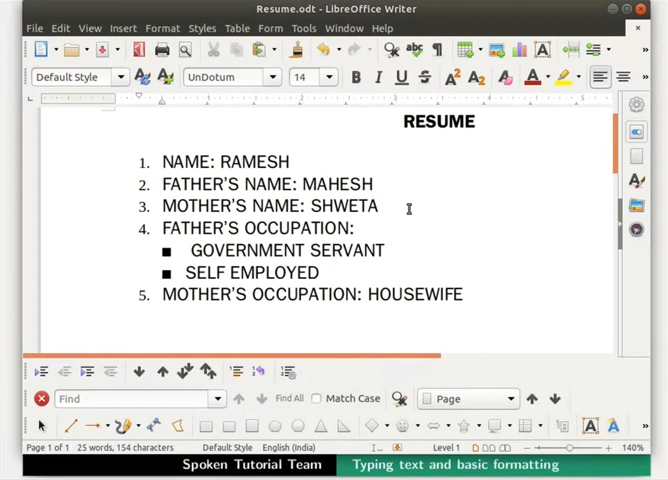 Resume.odt - LibreOffice Writer
File Edit View Insert Format Styles Table Form Tools Window Help
Default Style UnDotum 14
RESUME
1. NAME: RAMESH
2. FATHER'S NAME: MAHESH
3. MOTHER'S NAME: SHWETA
4. FATHER'S OCCUPATION:
■ GOVERNMENT SERVANT
■ SELF EMPLOYED
5. MOTHER'S OCCUPATION: HOUSEWIFE
Find Find All Match Case Page
Page 1 of 1 25 words, 154 characters Default Style English (India) Level 1 140%
Spoken Tutorial Team Typing text and basic formatting